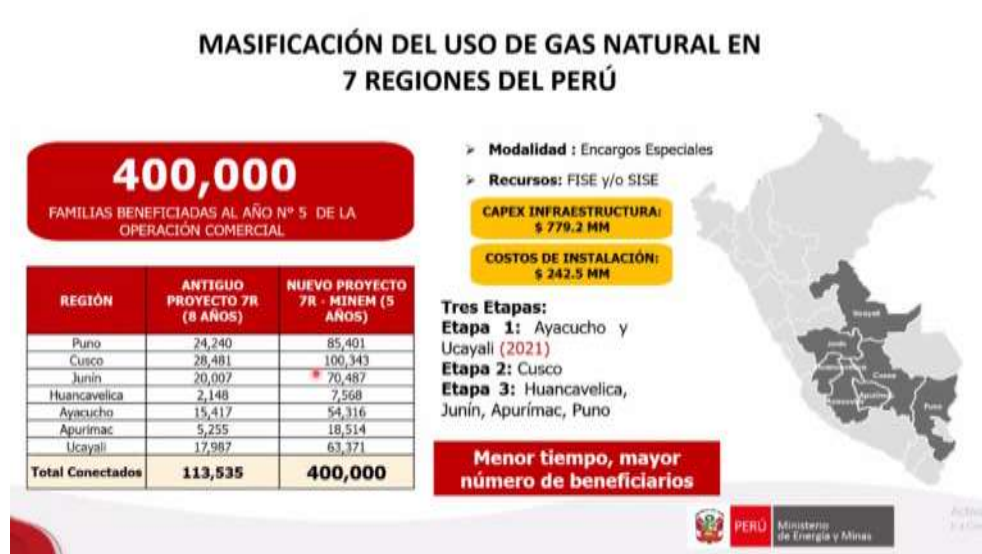 MASIFICACIÓN DEL USO DE GAS NATURAL EN
7 REGIONES DEL PERÚ
400,000
FAMILIAS BENEFICIADAS AL AÑO N° 5 DE LA
OPERACIÓN COMERCIAL
REGIÓN
ANTIGUO
PROYECTO 7R
(8 AÑOS)
NUEVO PROYECTO
7R - MINEM (5
AÑOS)
Puno 24,240 85,401
Cusco 28,481 100,343
Junín 20,007 70,487
Huancavelica 2,148 7,568
Ayacucho 15,417 54,316
Apurímac 5,255 18,514
Ucayali 17,987 63,371
Total Conectados 113,535 400,000
➢ Modalidad : Encargos Especiales
➢ Recursos: FISE y/o SISE
CAPEX INFRAESTRUCTURA:
$ 779.2 MM
COSTOS DE INSTALACIÓN:
$ 242.5 MM
Tres Etapas:
Etapa 1: Ayacucho y
Ucayali (2021)
Etapa 2: Cusco
Etapa 3: Huancavelica,
Junín, Apurímac, Puno
Menor tiempo, mayor
número de beneficiarios
Ucayali
Junín
Cusco
Apurímac
Puno
PERÚ
Ministerio
de Energía y Minas